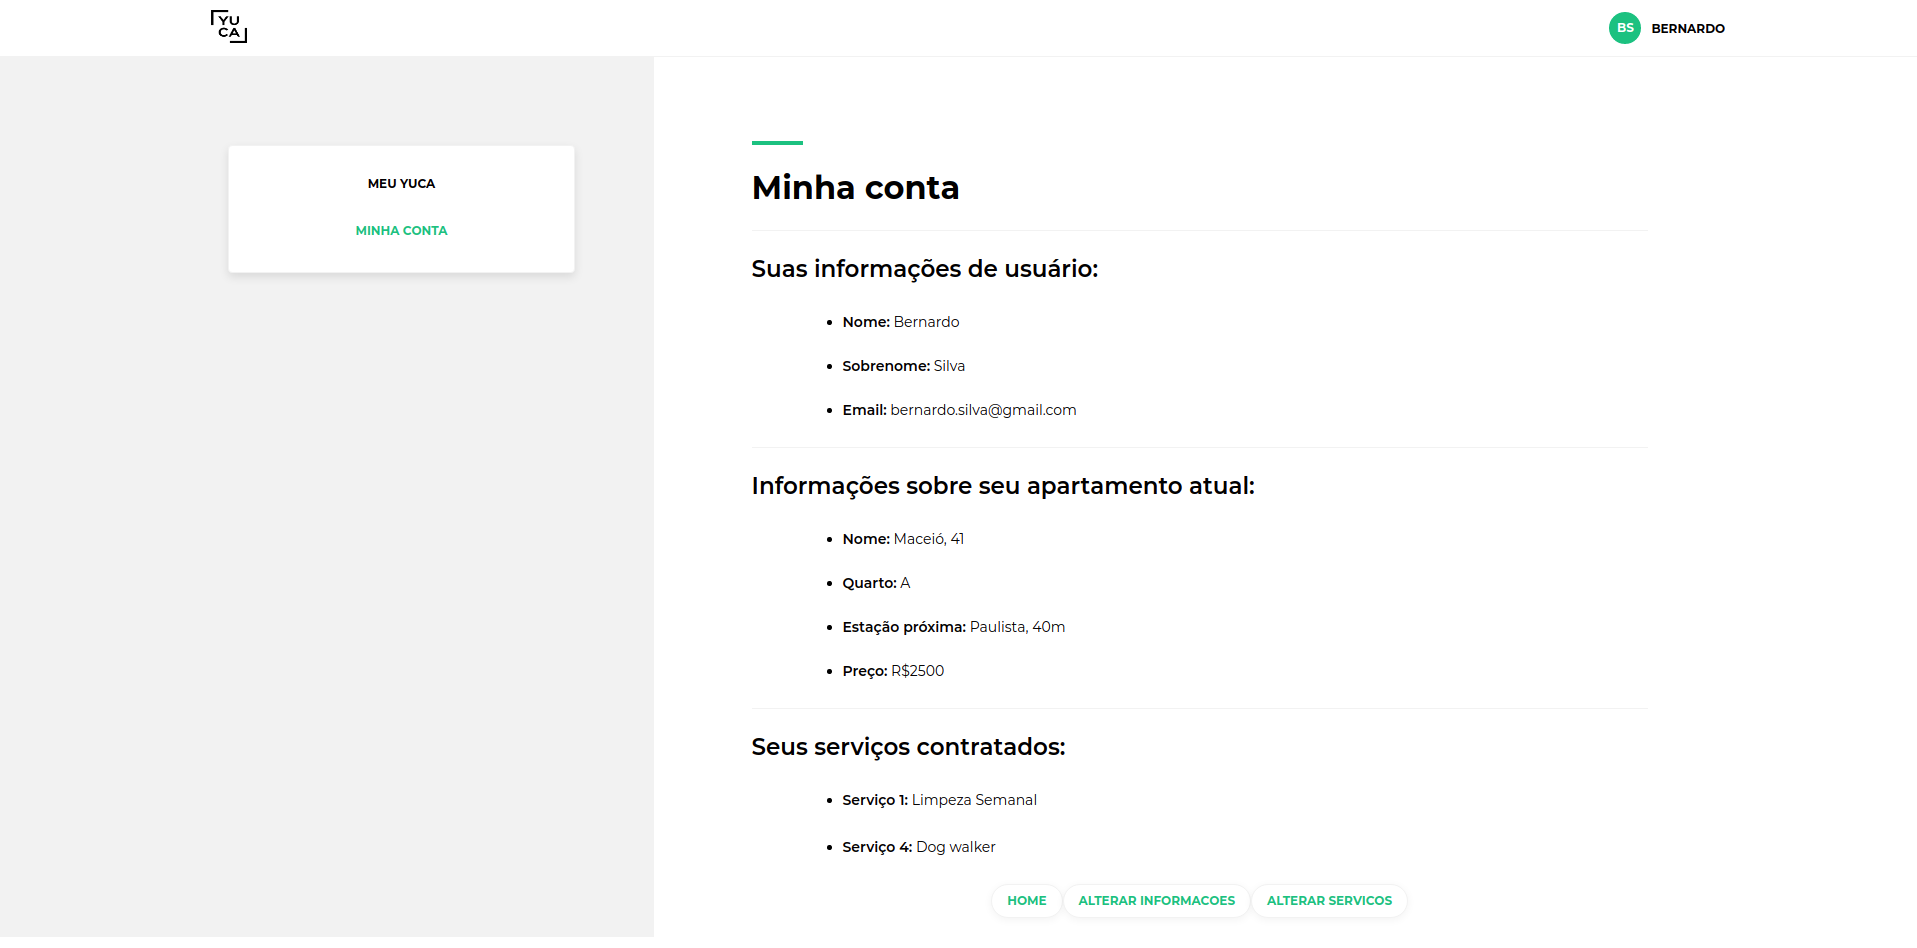 YU
CA
BS BERNARDO
MEU YUCA
MINHA CONTA
Minha conta
Suas informações de usuário:
Nome: Bernardo
Sobrenome: Silva
Email: bernardo.silva@gmail.com
Informações sobre seu apartamento atual:
Nome: Maceió, 41
Quarto: A
Estação próxima: Paulista, 40m
Preço: R$2500
Seus serviços contratados:
Serviço 1: Limpeza Semanal
Serviço 4: Dog walker
HOME ALTERAR INFORMACOES ALTERAR SERVICOS